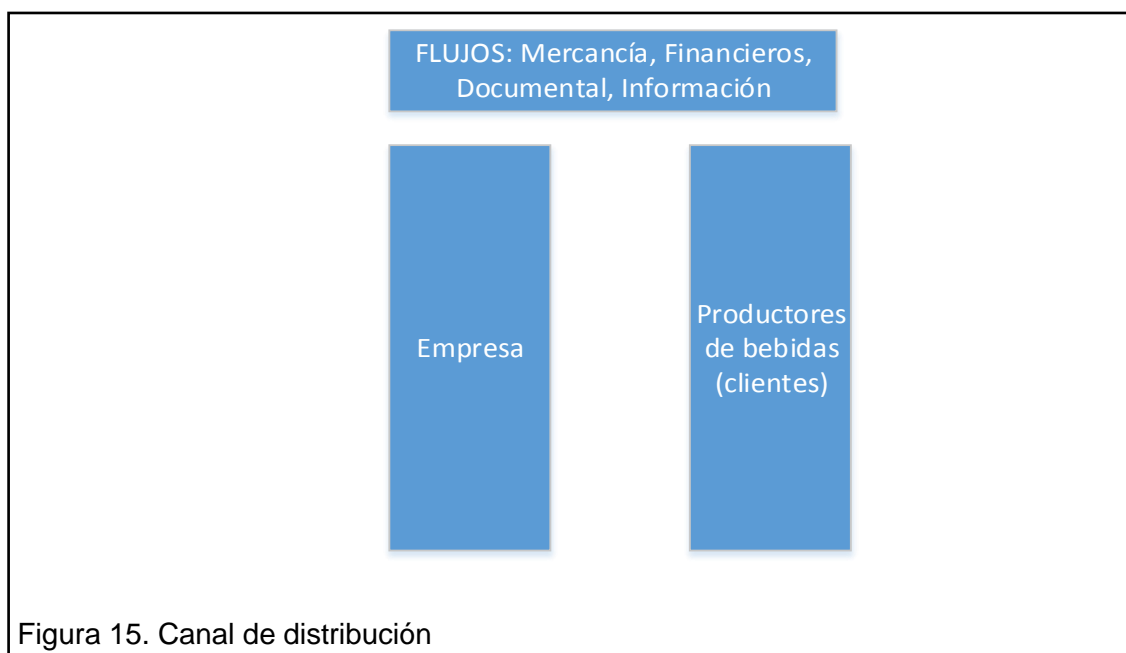 FLUJOS: Mercancía, Financieros,
Documental, Información
Empresa
Productores
de bebidas
(clientes)
Figura 15. Canal de distribución